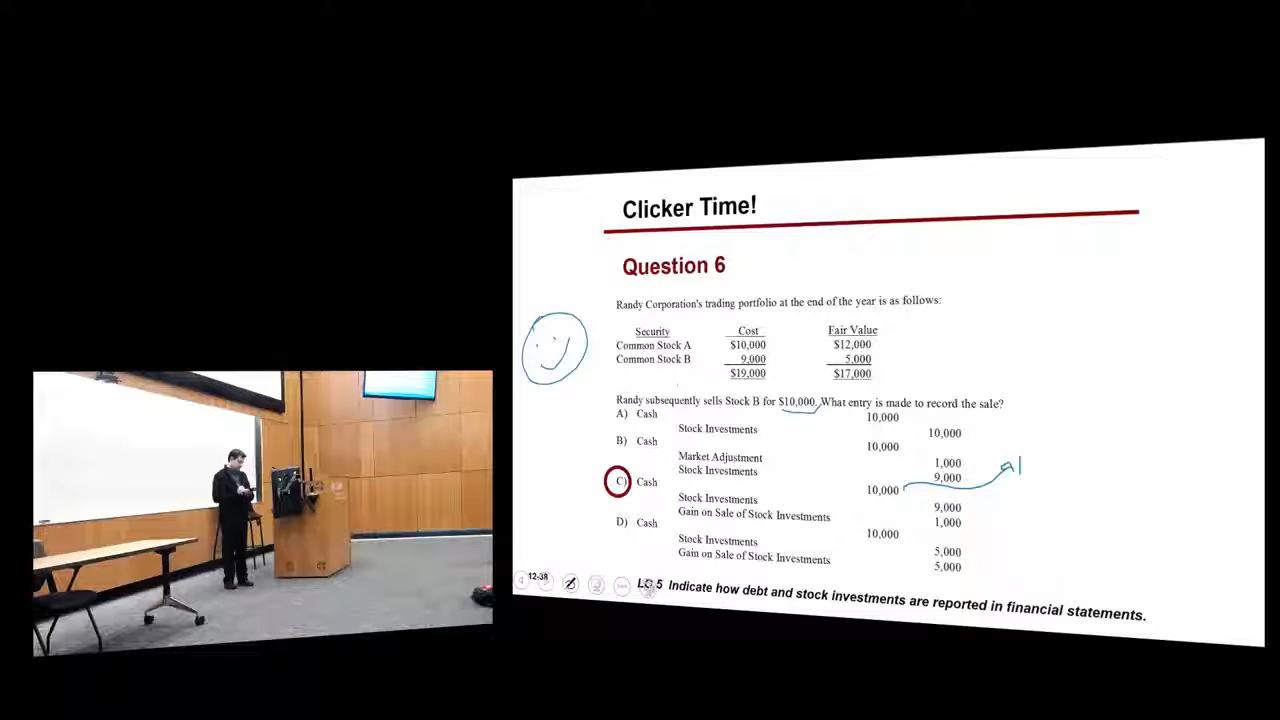 Clicker Time!
Question 6
Randy Corporation's trading portfolio at the end of the year is as follows:
Security Cost Fair Value
Common Stock A $10,000 $12,000
Common Stock B 9,000 5,000
$19,000 $17,000
Randy subsequently sells Stock B for $10,000. What entry is made to record the sale?
A) Cash 10,000
Stock Investments 10,000
B) Cash 10,000
Market Adjustment 1,000
Stock Investments 9,000
C) Cash 10,000
Stock Investments 9,000
Gain on Sale of Stock Investments 1,000
D) Cash 10,000
Stock Investments 5,000
Gain on Sale of Stock Investments 5,000
12-38
LO 5 Indicate how debt and stock investments are reported in financial statements.